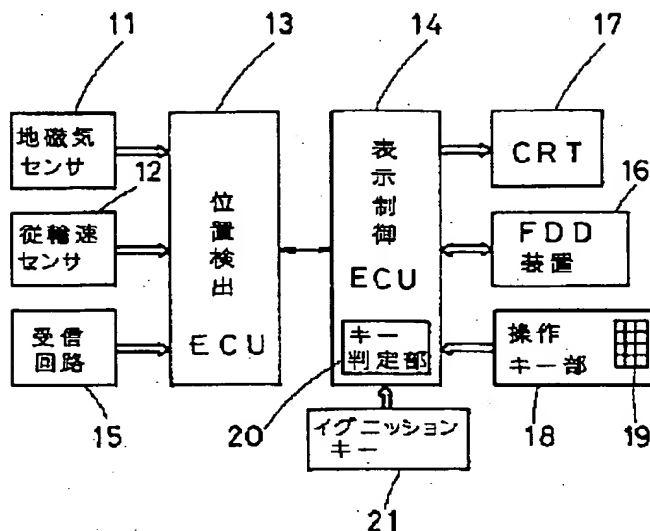 11
13
14
17
地磁気
センサ
12
従輪速
センサ
受信
回路
15
位置検出
ECU
表示制御
ECU
キー
判定部
20
イグニッション
キー
21
CRT
16
FDD
装置
操作
キー部
18
19